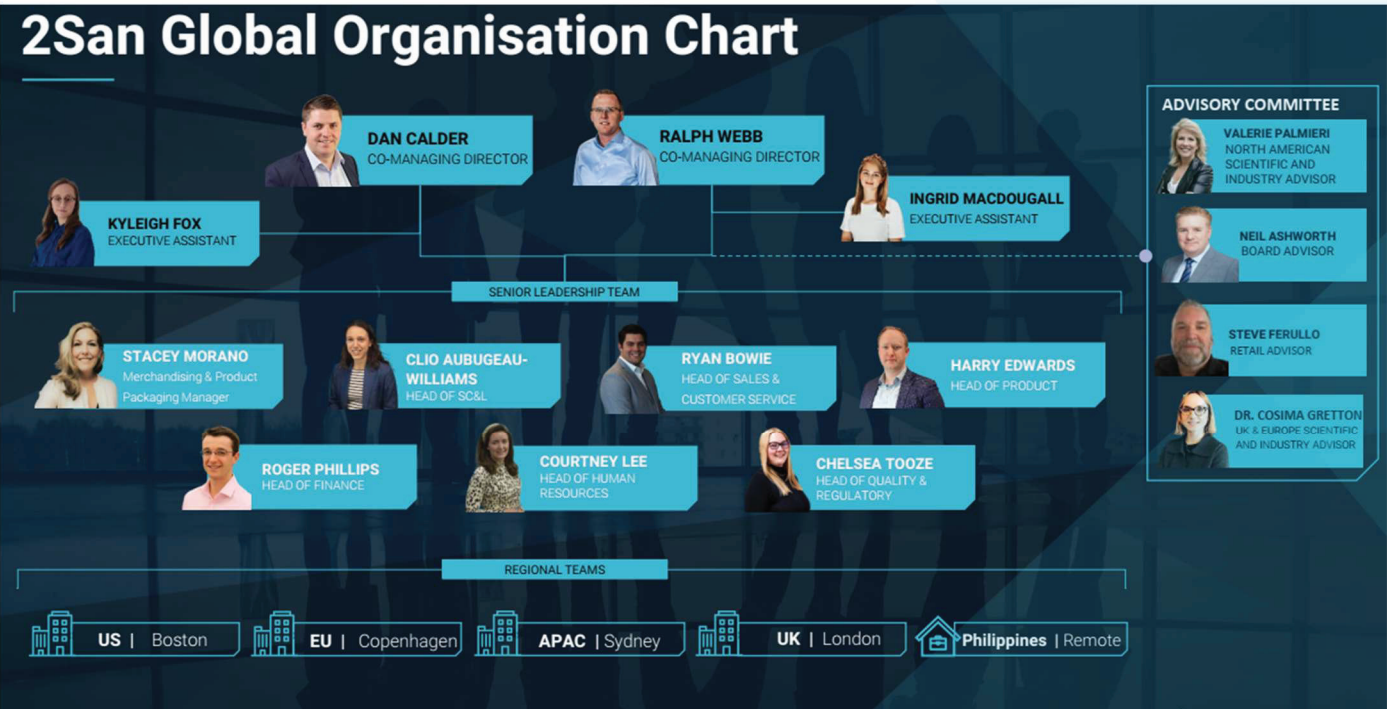 2San Global Organisation Chart
DAN CALDER
CO-MANAGING DIRECTOR
RALPH WEBB
CO-MANAGING DIRECTOR
KYLEIGH FOX
EXECUTIVE ASSISTANT
INGRID MACDOUGALL
EXECUTIVE ASSISTANT
SENIOR LEADERSHIP TEAM
STACEY MORANO
Merchandising & Product
Packaging Manager
CLIO AUBUGEAU-
WILLIAMS
HEAD OF SC&L
RYAN BOWIE
HEAD OF SALES &
CUSTOMER SERVICE
HARRY EDWARDS
HEAD OF PRODUCT
ROGER PHILLIPS
HEAD OF FINANCE
COURTNEY LEE
HEAD OF HUMAN
RESOURCES
CHELSEA TOOZE
HEAD OF QUALITY &
REGULATORY
ADVISORY COMMITTEE
VALERIE PALMIERI
NORTH AMERICAN
SCIENTIFIC AND
INDUSTRY ADVISOR
NEIL ASHWORTH
BOARD ADVISOR
STEVE FERULLO
RETAIL ADVISOR
DR. COSIMA GRETTON
UK & EUROPE SCIENTIFIC
AND INDUSTRY ADVISOR
REGIONAL TEAMS
US | Boston
EU | Copenhagen
APAC | Sydney
UK | London
Philippines | Remote